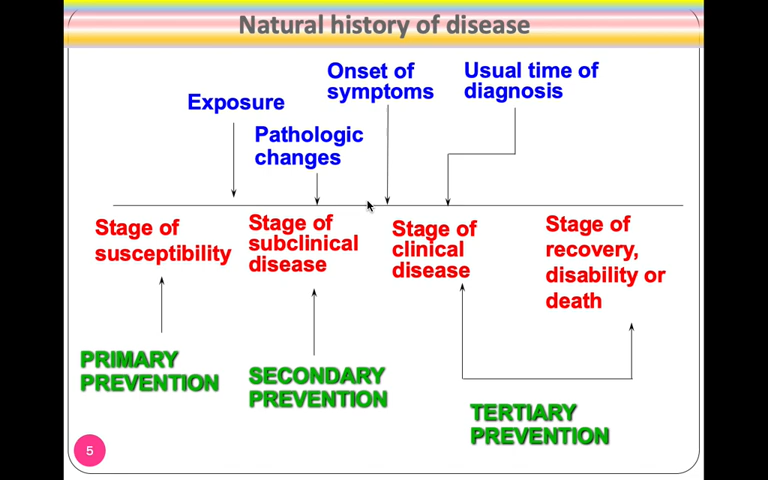 Natural history of disease
Onset of
symptoms
Usual time of
diagnosis
Exposure
Pathologic
changes
Stage of
susceptibility
Stage of
subclinical
disease
Stage of
clinical
disease
Stage of
recovery,
disability or
death
PRIMARY
PREVENTION
SECONDARY
PREVENTION
TERTIARY
PREVENTION
5